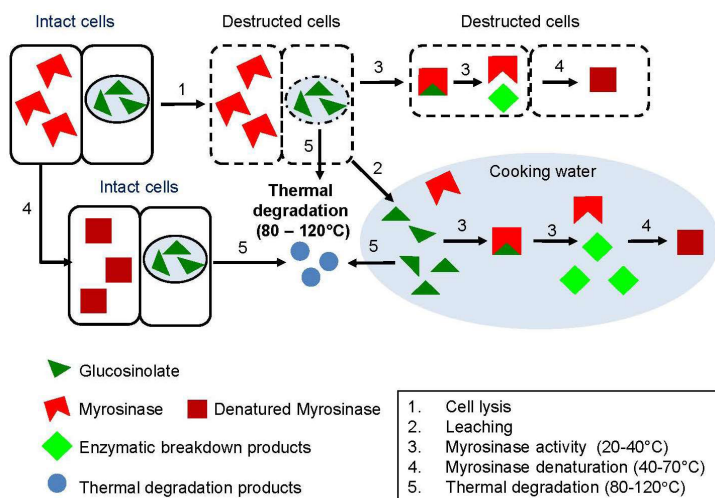 Intact cells
Destructed cells
Destructed cells
1
3
3
4
5
2
4
Intact cells
5
Thermal
degradation
(80 – 120°C)
Cooking water
5
3
3
4
Glucosinolate
Myrosinase
Denatured Myrosinase
Enzymatic breakdown products
Thermal degradation products
1. Cell lysis
2. Leaching
3. Myrosinase activity (20-40°C)
4. Myrosinase denaturation (40-70°C)
5. Thermal degradation (80-120°C)